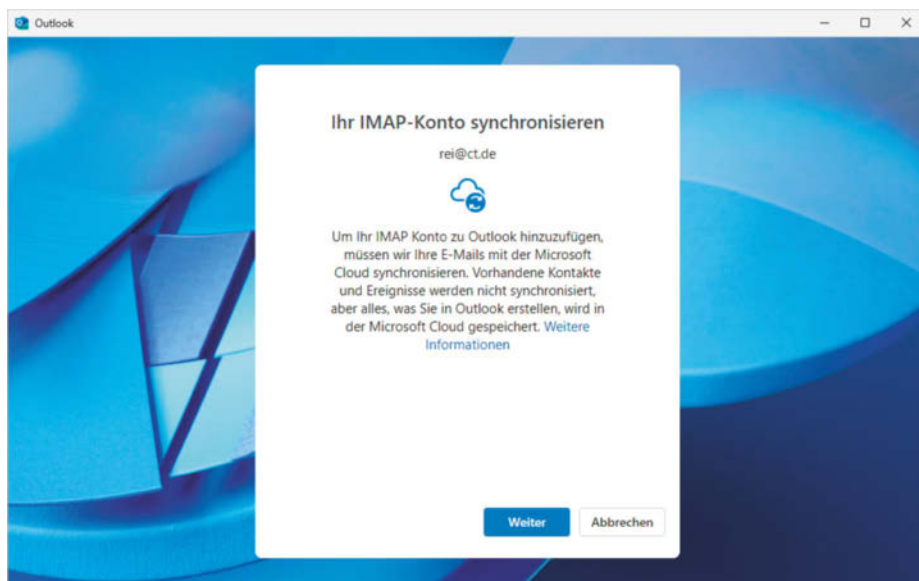 Outlook
Ihr IMAP-Konto synchronisieren
rei@ct.de
Um Ihr IMAP Konto zu Outlook hinzuzufügen,
müssen wir Ihre E-Mails mit der Microsoft
Cloud synchronisieren. Vorhandene Kontakte
und Ereignisse werden nicht synchronisiert,
aber alles, was Sie in Outlook erstellen, wird in
der Microsoft Cloud gespeichert. Weitere
Informationen
Weiter Abbrechen